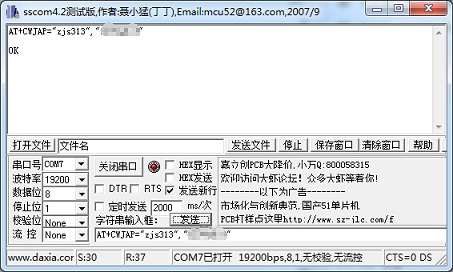 sscom4.2测试版,作者:聂小猛(丁丁),Email:mcu52@163.com,2007/9
AT+CWJAP="zjs313","
OK
打开文件 文件名 发送文件 停止 保存窗口 清除窗口 帮助
串口号 COM7 关闭串口 HEX显示
波特率 19200 HEX发送
数据位 8 DTR RTS 发送新行
停止位 1 定时发送 2000 ms/次
校验位 None 字符串输入框: 发送
流 控 None AT+CWJAP="zjs313","
嘉立创PCB大降价,小万Q:800058315
欢迎访问大虾论坛!众多大虾等着你!
--------以下为广告--------
市场化与创新典范,国产51单片机
PCB打样点这里http://www.sz-jlc.com/f
www.daxia.cor S:30 R:37 COM7已打开 19200bps,8,1,无校验,无流控 CTS=0 DS